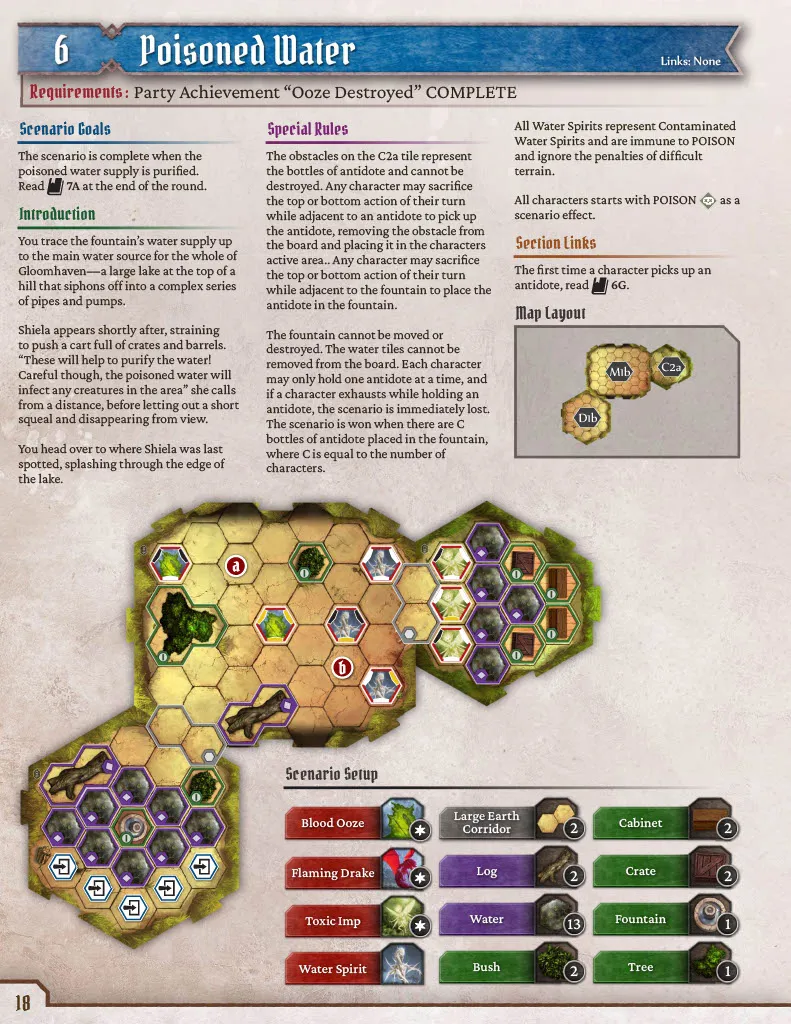 6
Poisoned Water
Links: None
Requirements: Party Achievement “Ooze Destroyed” COMPLETE
Scenario Goals
The scenario is complete when the
poisoned water supply is purified.
Read 7A at the end of the round.
Introduction
You trace the fountain’s water supply up
to the main water source for the whole of
Gloomhaven—a large lake at the top of a
hill that siphons off into a complex series
of pipes and pumps.
Shiela appears shortly after, straining
to push a cart full of crates and barrels.
“These will help to purify the water!
Careful though, the poisoned water will
infect any creatures in the area” she calls
from a distance, before letting out a short
squeal and disappearing from view.
You head over to where Shiela was last
spotted, splashing through the edge of
the lake.
Special Rules
The obstacles on the C2a tile represent
the bottles of antidote and cannot be
destroyed. Any character may sacrifice
the top or bottom action of their turn
while adjacent to an antidote to pick up
the antidote, removing the obstacle from
the board and placing it in the characters
active area.. Any character may sacrifice
the top or bottom action of their turn
while adjacent to the fountain to place the
antidote in the fountain.
The fountain cannot be moved or
destroyed. The water tiles cannot be
removed from the board. Each character
may only hold one antidote at a time, and
if a character exhausts while holding an
antidote, the scenario is immediately lost.
The scenario is won when there are C
bottles of antidote placed in the fountain,
where C is equal to the number of
characters.
All Water Spirits represent Contaminated
Water Spirits and are immune to POISON
and ignore the penalties of difficult
terrain.
All characters starts with POISON as a
scenario effect.
Section Links
The first time a character picks up an
antidote, read 6G.
Map Layout
M1b
C2a
D1b
a
b
Scenario Setup
Blood Ooze
Flaming Drake
Toxic Imp
Water Spirit
Large Earth
Corridor
2
Log
2
Water
13
Bush
2
Cabinet
2
Crate
2
Fountain
1
Tree
1
18